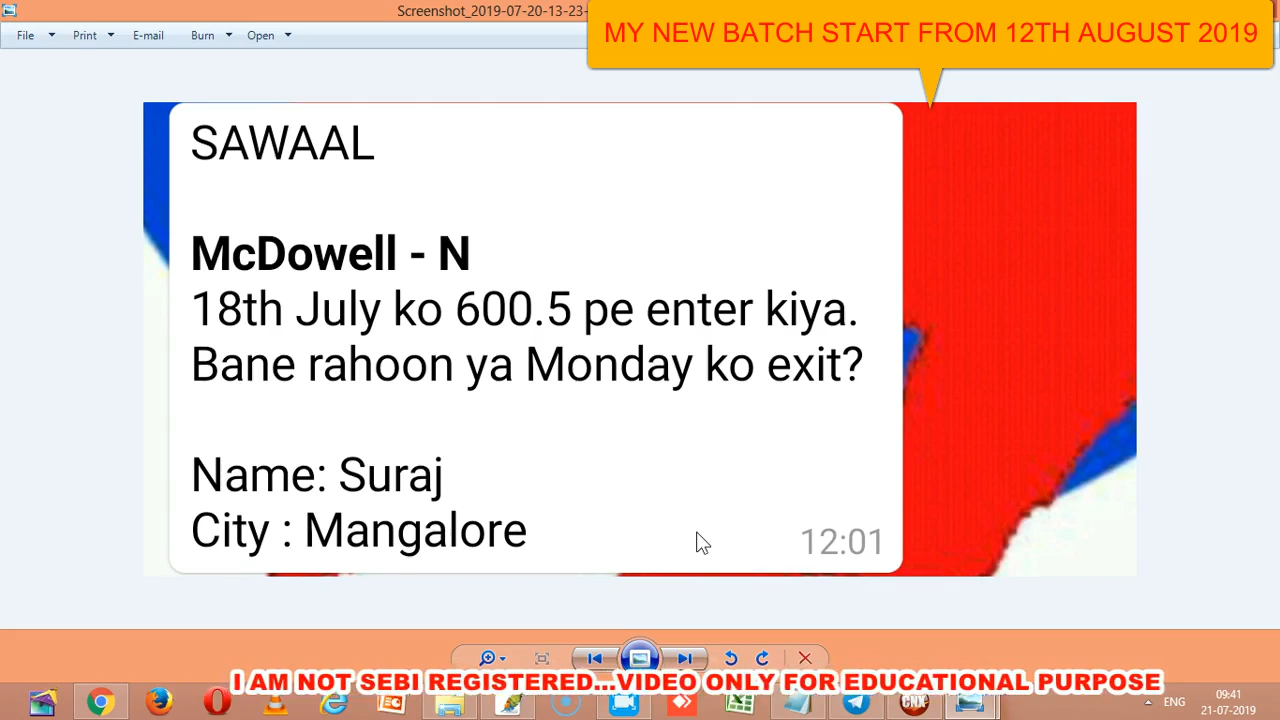 Screenshot_2019-07-20-13-23-
MY NEW BATCH START FROM 12TH AUGUST 2019
File Print E-mail Burn Open
SAWAAL
McDowell - N
18th July ko 600.5 pe enter kiya.
Bane rahoon ya Monday ko exit?
Name: Suraj
City : Mangalore
12:01
I AM NOT SEBI REGISTERED...VIDEO ONLY FOR EDUCATIONAL PURPOSE
CNX
ENG
09:41
21-07-2019